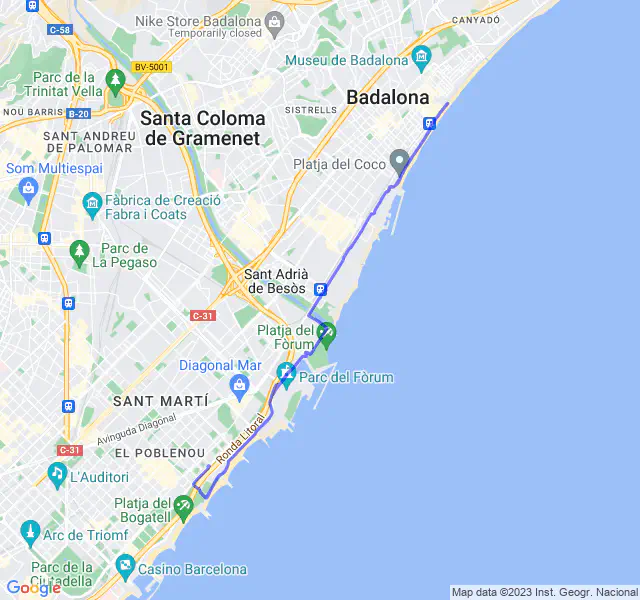 CANYADÓ
Nike Store Badalona
Temporarily closed
C-58
BV-5001
Museu de Badalona
Parc de la
Trinitat Vella
Badalona
NOU BARRIS
B-20
Santa Coloma
de Gramenet
SISTRELLS
SANT ANDREU
DE PALOMAR
Platja del Coco
Som Multiespai
Fàbrica de Creació
Fabra i Coats
Parc de
La Pegaso
Sant Adrià
de Besòs
C-31
Platja del
Fòrum
Diagonal Mar
Parc del Fòrum
SANT MARTÍ
Avinguda Diagonal
Ronda Litoral
C-31
EL POBLENOU
L'Auditori
Platja del
Bogatell
Arc de Triomf
Parc de la
Ciutadella
Casino Barcelona
Google
Map data ©2023 Inst. Geogr. Nacional